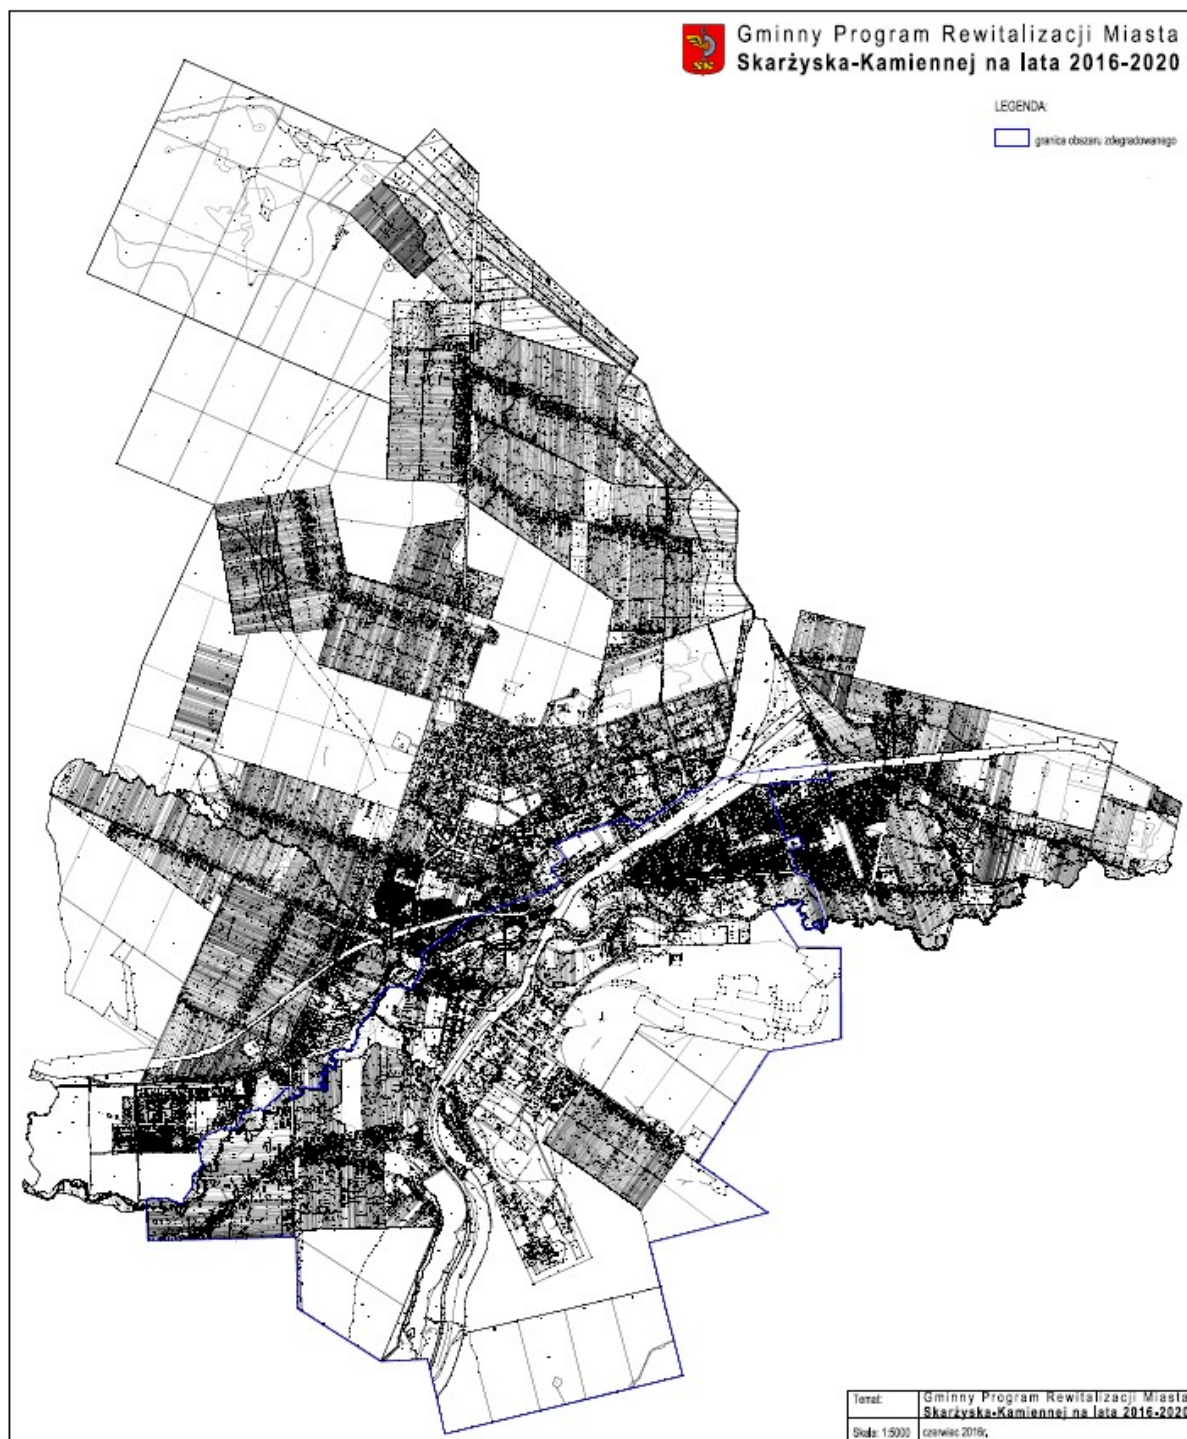 Gminny Program Rewitalizacji Miasta
Skarżyska-Kamiennej na lata 2016-2020
LEGENDA:
granica obszaru zdegradowanego
Temat:
Gminny Program Rewitalizacji Miasta
Skarżyska-Kamiennej na lata 2016-2020
Skala: 1:5000
czerwiec 2016r.